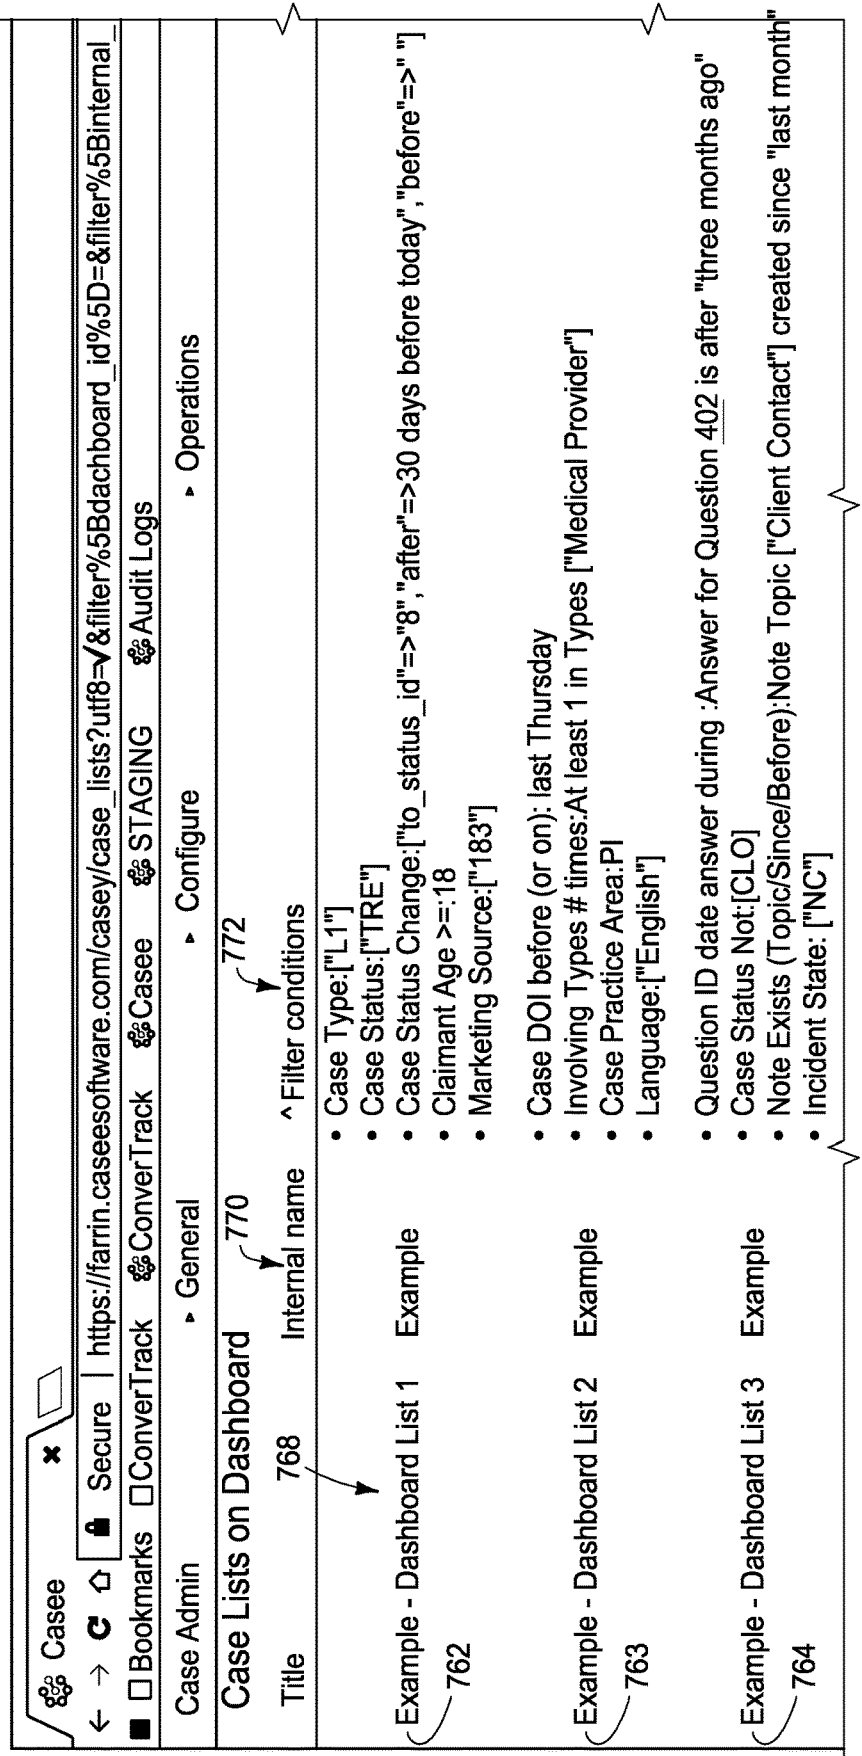 Casee ×
Secure | https://farrin.caseesoftware.com/casey/case_lists?utf8=✓&filter%5Bdachboard_id%5D=&filter%5Binternal_
Bookmarks ConverTrack ConverTrack Casee STAGING Audit Logs
Case Admin ▸ General ▸ Configure ▸ Operations
Case Lists on Dashboard
768 770 772
Title Internal name ^ Filter conditions
Example - Dashboard List 1 Example
762
• Case Type:["L1"]
• Case Status:["TRE"]
• Case Status Change:["to_status_id"=>"8","after"=>30 days before today","before"=>" "]
• Claimant Age >=:18
• Marketing Source:["183"]
Example - Dashboard List 2 Example
763
• Case DOI before (or on): last Thursday
• Involving Types # times:At least 1 in Types ["Medical Provider"]
• Case Practice Area:PI
• Language:["English"]
Example - Dashboard List 3 Example
764
• Question ID date answer during :Answer for Question 402 is after "three months ago"
• Case Status Not:[CLO]
• Note Exists (Topic/Since/Before):Note Topic ["Client Contact"] created since "last month"
• Incident State: ["NC"]